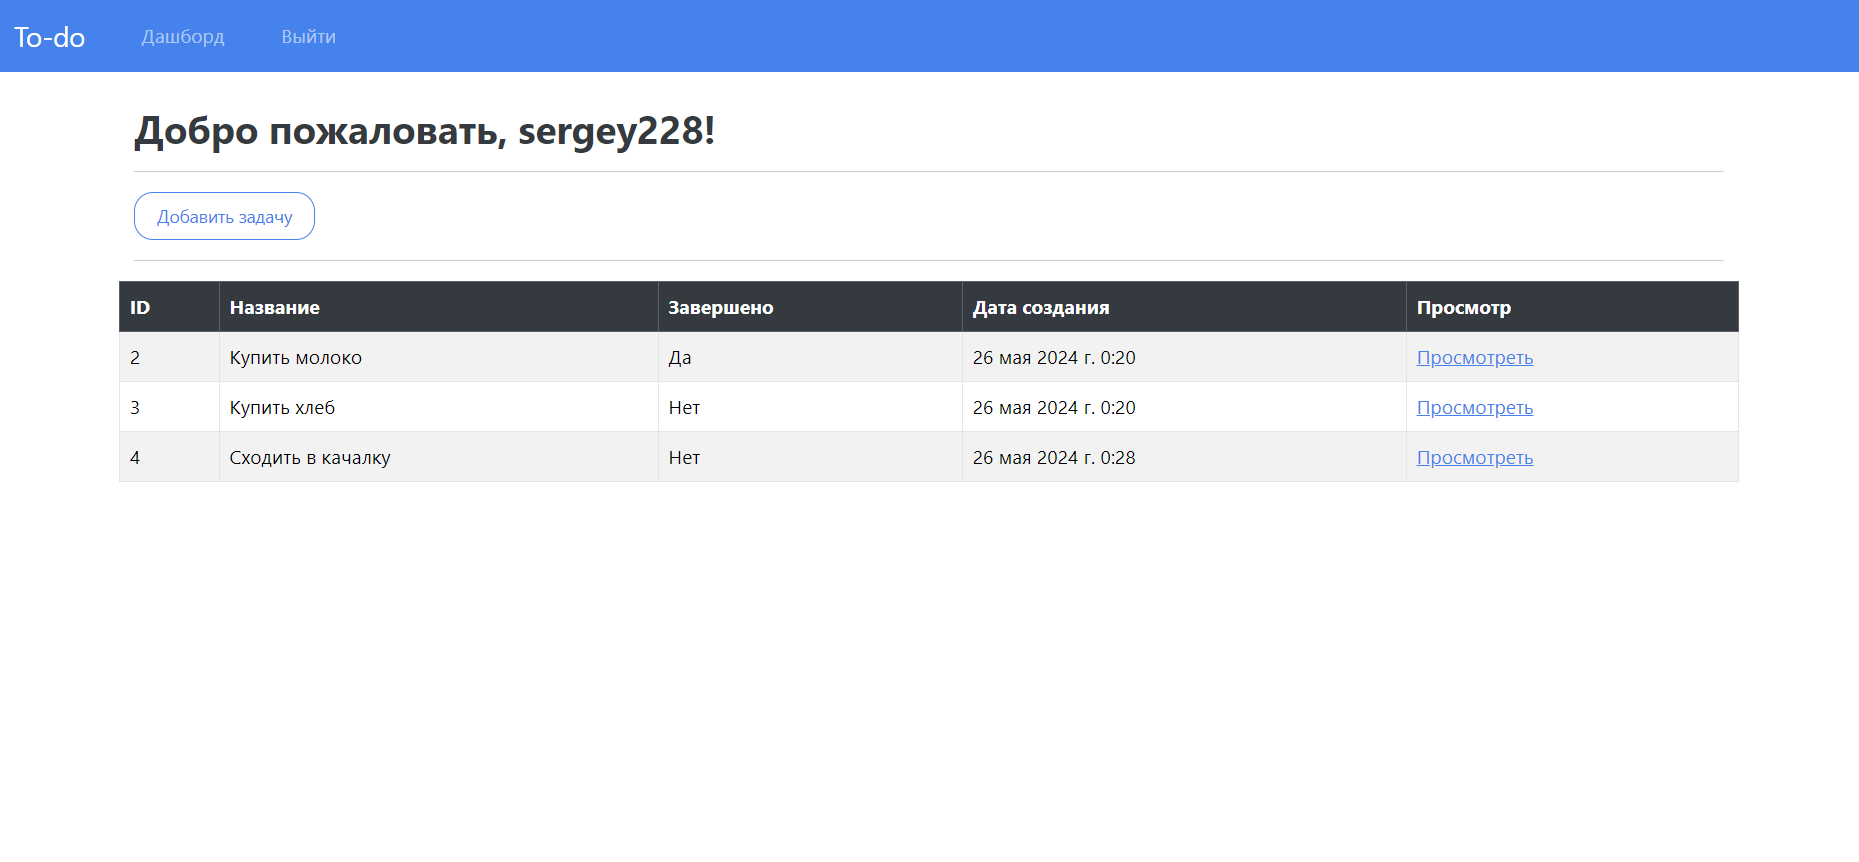 To-do Дашборд Выйти
Добро пожаловать, sergey228!
Добавить задачу
ID Название Завершено Дата создания Просмотр
2 Купить молоко Да 26 мая 2024 г. 0:20 Просмотреть
3 Купить хлеб Нет 26 мая 2024 г. 0:20 Просмотреть
4 Сходить в качалку Нет 26 мая 2024 г. 0:28 Просмотреть